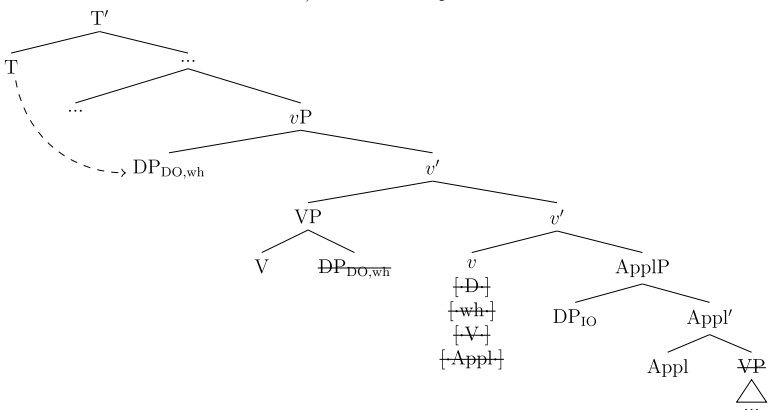 T′
T ...
...
vP
DP_DO,wh v′
VP v′
V DP_DO,wh v ApplP
[·D·]
[·wh·] DP_IO Appl′
[·V·]
[·Appl·] Appl VP
...